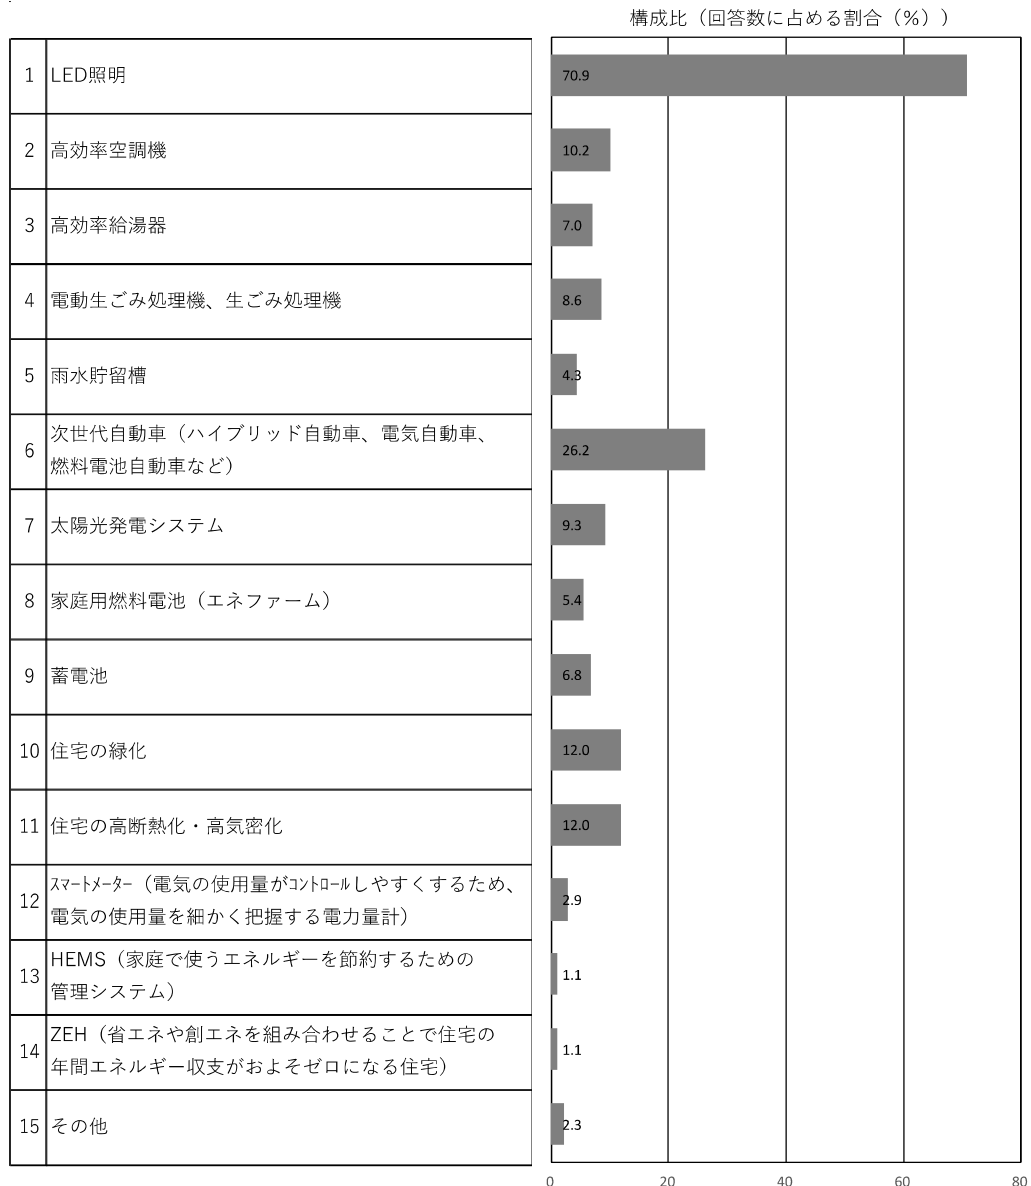 構成比（回答数に占める割合（%））
1 LED照明 70.9
2 高効率空調機 10.2
3 高効率給湯器 7.0
4 電動生ごみ処理機、生ごみ処理機 8.6
5 雨水貯留槽 4.3
6 次世代自動車（ハイブリッド自動車、電気自動車、
燃料電池自動車など） 26.2
7 太陽光発電システム 9.3
8 家庭用燃料電池（エネファーム） 5.4
9 蓄電池 6.8
10 住宅の緑化 12.0
11 住宅の高断熱化・高気密化 12.0
12 ｽﾏｰﾄﾒｰﾀｰ（電気の使用量がｺﾝﾄﾛｰﾙしやすくするため、
電気の使用量を細かく把握する電力量計） 2.9
13 HEMS（家庭で使うエネルギーを節約するための
管理システム） 1.1
14 ZEH（省エネや創エネを組み合わせることで住宅の
年間エネルギー収支がおよそゼロになる住宅） 1.1
15 その他 2.3
0 20 40 60 80